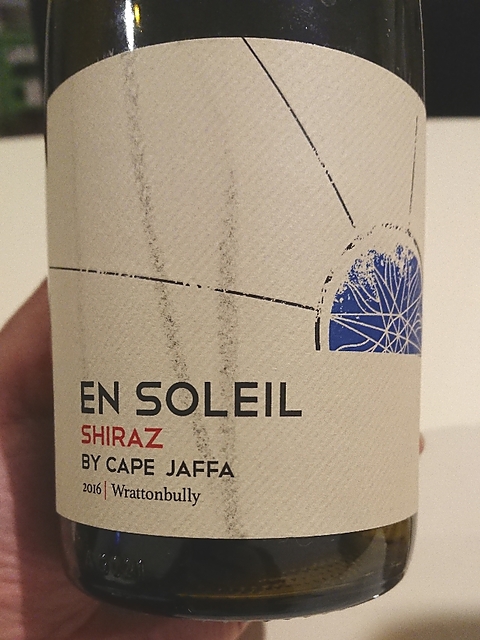 EN SOLEIL
SHIRAZ
BY CAPE JAFFA
2016 | Wrattonbully